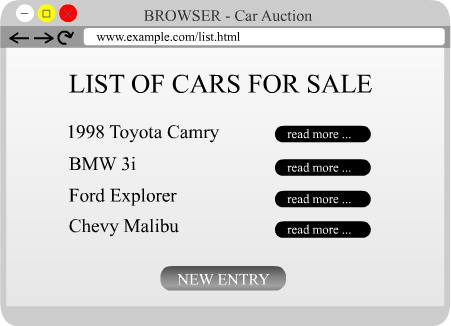 BROWSER - Car Auction
www.example.com/list.html
LIST OF CARS FOR SALE
1998 Toyota Camry read more ...
BMW 3i read more ...
Ford Explorer read more ...
Chevy Malibu read more ...
NEW ENTRY